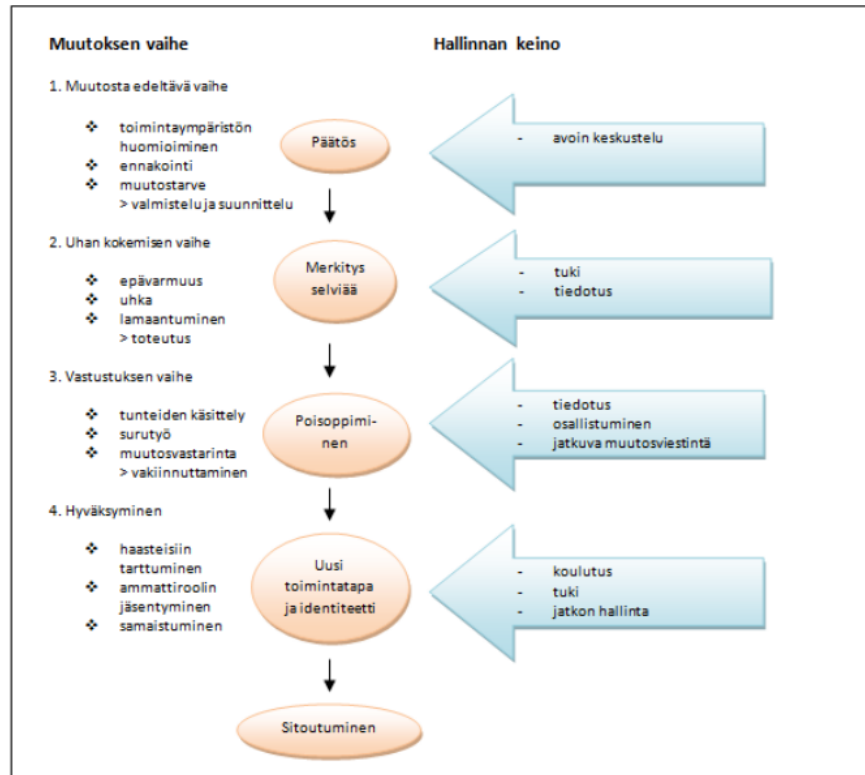 Muutoksen vaihe
Hallinnan keino
1. Muutosta edeltävä vaihe
❖ toimintaympäristön
huomioiminen
❖ ennakointi
❖ muutostarve
> valmistelu ja suunnittelu
Päätös
- avoin keskustelu
2. Uhan kokemisen vaihe
❖ epävarmuus
❖ uhka
❖ lamaantuminen
> toteutus
Merkitys
selviää
- tuki
- tiedotus
3. Vastustuksen vaihe
❖ tunteiden käsittely
❖ surutyö
❖ muutosvastarinta
> vakiinnuttaminen
Poisoppimi-
nen
- tiedotus
- osallistuminen
- jatkuva muutosviestintä
4. Hyväksyminen
❖ haasteisiin
tarttuminen
❖ ammattiroolin
jäsentyminen
❖ samaistuminen
Uusi
toimintatapa
ja identiteetti
- koulutus
- tuki
- jatkon hallinta
Sitoutuminen